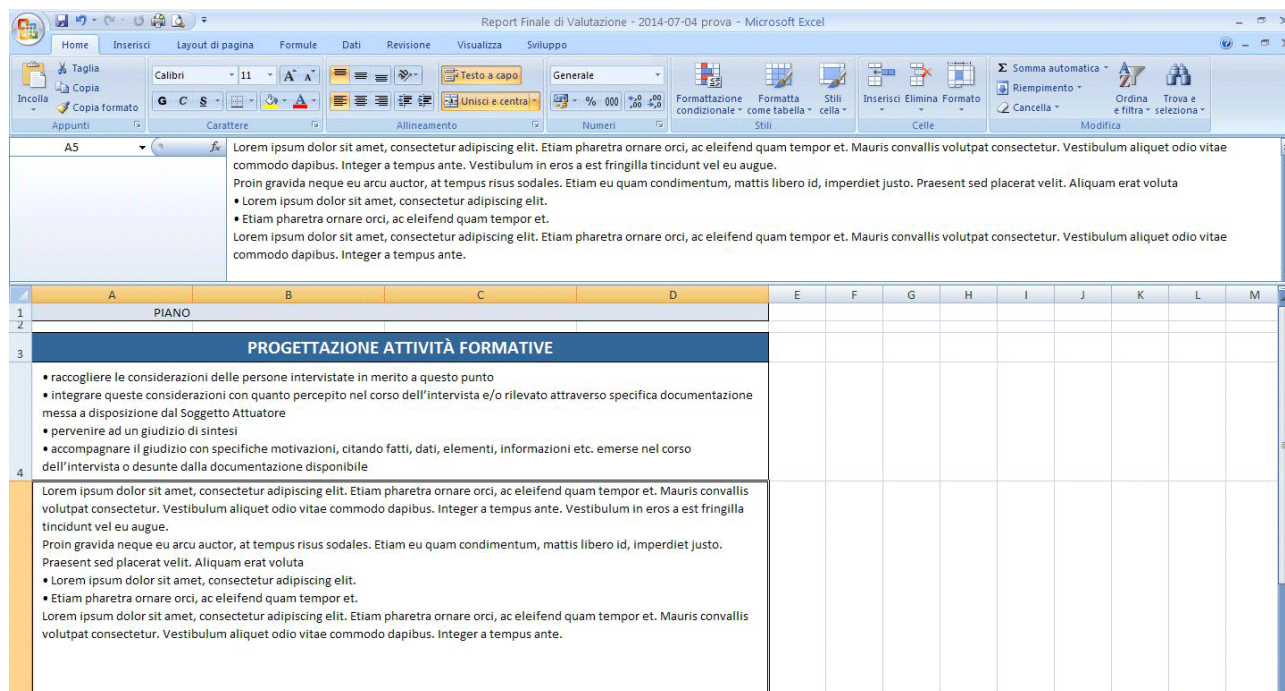 Report Finale di Valutazione - 2014-07-04 prova - Microsoft Excel
Home Inserisci Layout di pagina Formule Dati Revisione Visualizza Sviluppo
Incolla
Taglia
Copia
Copia formato
Appunti
Calibri 11
G C S
Carattere
Testo a capo
Unisci e centra
Allineamento
Generale
% 000
Numeri
Formattazione condizionale
Formatta come tabella
Stili cella
Stili
Inserisci Elimina Formato
Celle
Σ Somma automatica
Riempimento
Cancella
Ordina e filtra
Trova e seleziona
Modifica
A5
fx
Lorem ipsum dolor sit amet, consectetur adipiscing elit. Etiam pharetra ornare orci, ac eleifend quam tempor et. Mauris convallis volutpat consectetur. Vestibulum aliquet odio vitae
commodo dapibus. Integer a tempus ante. Vestibulum in eros a est fringilla tincidunt vel eu augue.
Proin gravida neque eu arcu auctor, at tempus risus sodales. Etiam eu quam condimentum, mattis libero id, imperdiet justo. Praesent sed placerat velit. Aliquam erat voluta
• Lorem ipsum dolor sit amet, consectetur adipiscing elit.
• Etiam pharetra ornare orci, ac eleifend quam tempor et.
Lorem ipsum dolor sit amet, consectetur adipiscing elit. Etiam pharetra ornare orci, ac eleifend quam tempor et. Mauris convallis volutpat consectetur. Vestibulum aliquet odio vitae
commodo dapibus. Integer a tempus ante.
A B C D E F G H I J K L M
1 PIANO
2
3 PROGETTAZIONE ATTIVITÀ FORMATIVE
• raccogliere le considerazioni delle persone intervistate in merito a questo punto
• integrare queste considerazioni con quanto percepito nel corso dell'intervista e/o rilevato attraverso specifica documentazione
messa a disposizione dal Soggetto Attuatore
• pervenire ad un giudizio di sintesi
• accompagnare il giudizio con specifiche motivazioni, citando fatti, dati, elementi, informazioni etc. emerse nel corso
4 dell'intervista o desunte dalla documentazione disponibile
Lorem ipsum dolor sit amet, consectetur adipiscing elit. Etiam pharetra ornare orci, ac eleifend quam tempor et. Mauris convallis
volutpat consectetur. Vestibulum aliquet odio vitae commodo dapibus. Integer a tempus ante. Vestibulum in eros a est fringilla
tincidunt vel eu augue.
Proin gravida neque eu arcu auctor, at tempus risus sodales. Etiam eu quam condimentum, mattis libero id, imperdiet justo.
Praesent sed placerat velit. Aliquam erat voluta
• Lorem ipsum dolor sit amet, consectetur adipiscing elit.
• Etiam pharetra ornare orci, ac eleifend quam tempor et.
Lorem ipsum dolor sit amet, consectetur adipiscing elit. Etiam pharetra ornare orci, ac eleifend quam tempor et. Mauris convallis
volutpat consectetur. Vestibulum aliquet odio vitae commodo dapibus. Integer a tempus ante.